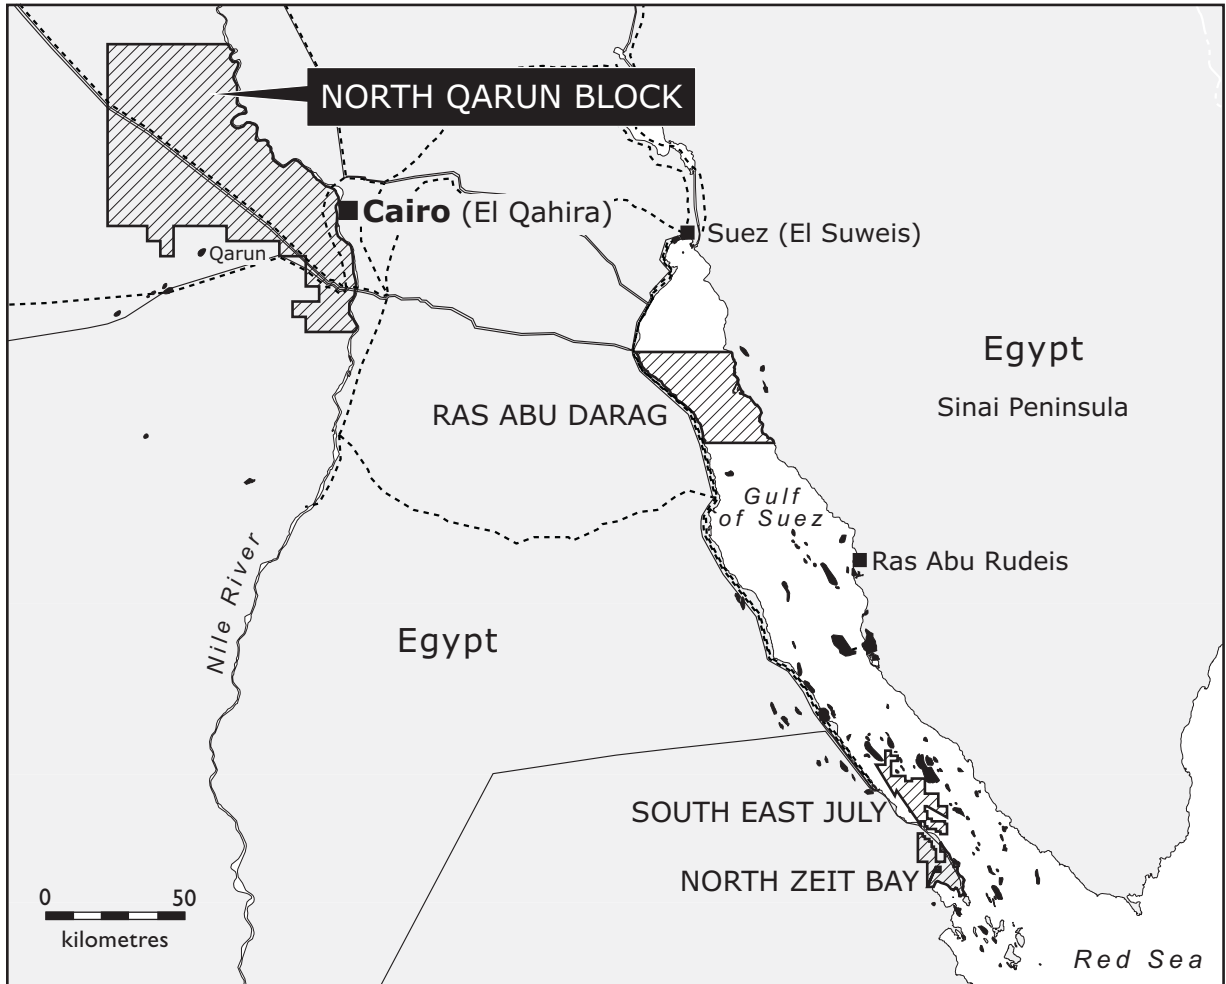 NORTH QARUN BLOCK
Cairo (El Qahira)
Suez (El Suweis)
Qarun
Egypt
Sinai Peninsula
RAS ABU DARAG
Gulf
of Suez
Ras Abu Rudeis
Nile River
Egypt
SOUTH EAST JULY
NORTH ZEIT BAY
0 50
kilometres
Red Sea